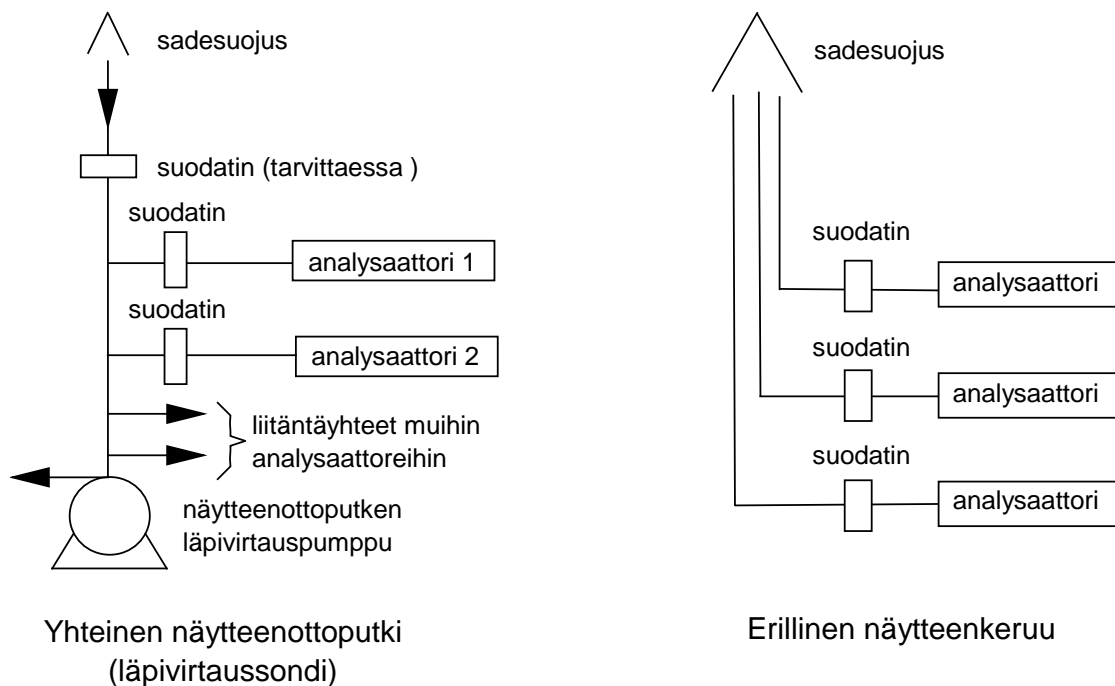 sadesuojus
suodatin (tarvittaessa )
suodatin
analysaattori 1
suodatin
analysaattori 2
liitäntäyhteet muihin
analysaattoreihin
näytteenottoputken
läpivirtauspumppu
Yhteinen näytteenottoputki
(läpivirtaussondi)
sadesuojus
suodatin
analysaattori
suodatin
analysaattori
suodatin
analysaattori
Erillinen näytteenkeruu